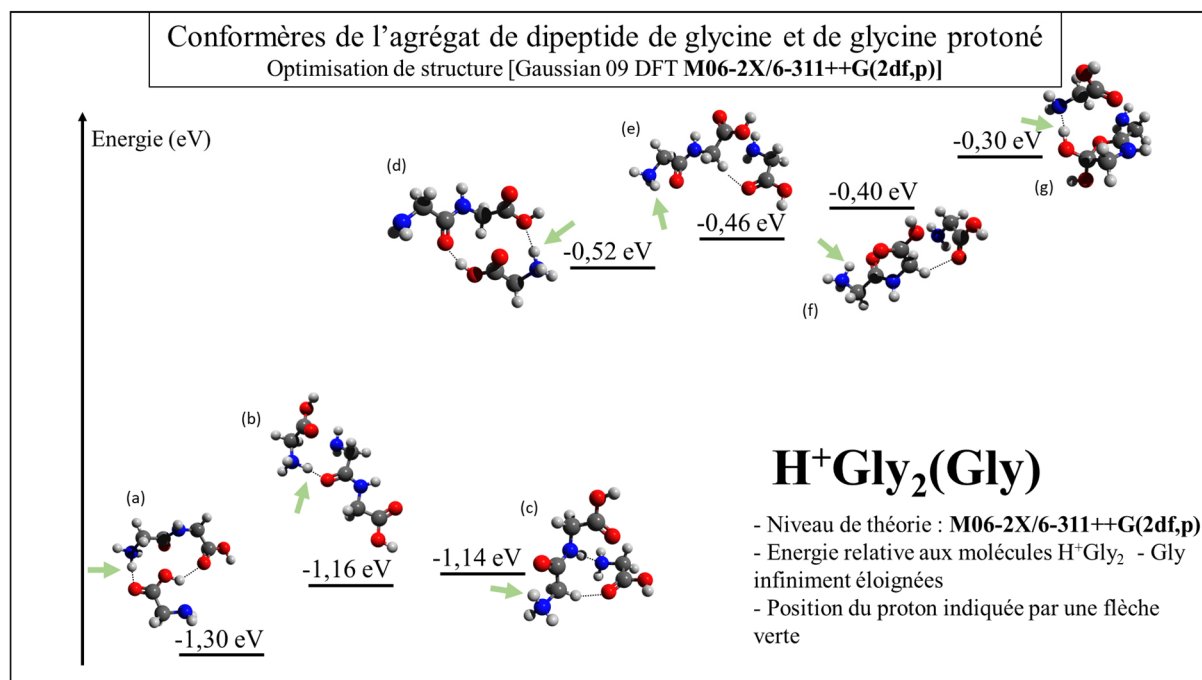 Conformères de l’agrégat de dipeptide de glycine et de glycine protoné
Optimisation de structure [Gaussian 09 DFT M06-2X/6-311++G(2df,p)]
Energie (eV)
(a)
-1,30 eV
(b)
-1,16 eV
(c)
-1,14 eV
(d)
-0,52 eV
(e)
-0,46 eV
(f)
-0,40 eV
(g)
-0,30 eV
H⁺Gly₂(Gly)
- Niveau de théorie : M06-2X/6-311++G(2df,p)
- Energie relative aux molécules H⁺Gly₂ - Gly
infiniment éloignées
- Position du proton indiquée par une flèche
verte